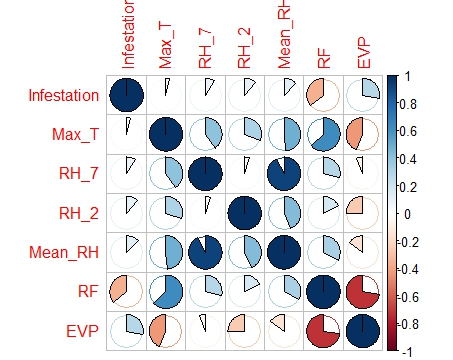 Infestation
Max_T
RH_7
RH_2
Mean_RH
RF
EVP
Infestation
Max_T
RH_7
RH_2
Mean_RH
RF
EVP
1
0.8
0.6
0.4
0.2
0
-0.2
-0.4
-0.6
-0.8
-1